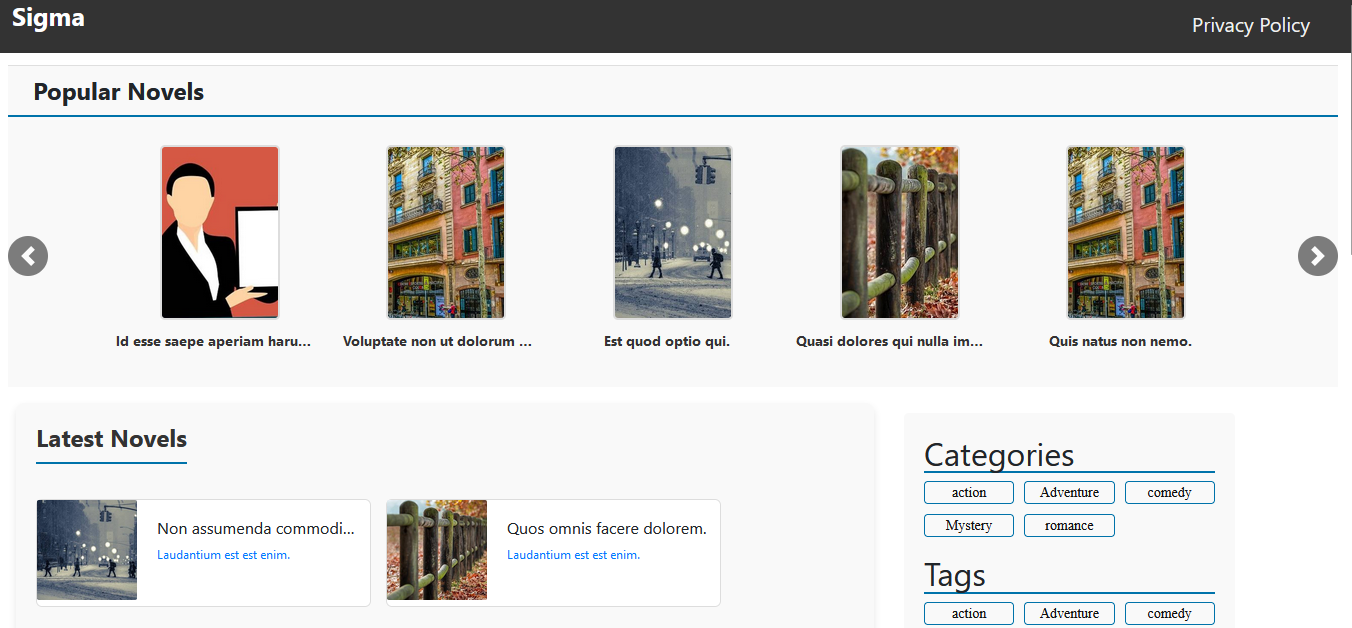 Sigma
Privacy Policy
Popular Novels
Id esse saepe aperiam haru...
Voluptate non ut dolorum ...
Est quod optio qui.
Quasi dolores qui nulla im...
Quis natus non nemo.
Latest Novels
Non assumenda commodi...
Laudantium est est enim.
Quos omnis facere dolorem.
Laudantium est est enim.
Categories
action
Adventure
comedy
Mystery
romance
Tags
action
Adventure
comedy